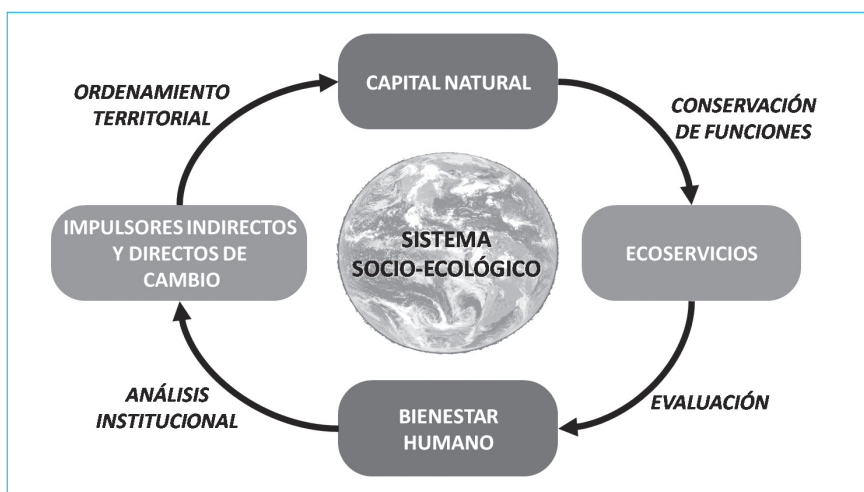 CAPITAL NATURAL
ORDENAMIENTO
TERRITORIAL
CONSERVACIÓN
DE FUNCIONES
IMPULSORES INDIRECTOS
Y DIRECTOS DE
CAMBIO
SISTEMA
SOCIO-ECOLÓGICO
ECOSERVICIOS
ANÁLISIS
INSTITUCIONAL
BIENESTAR
HUMANO
EVALUACIÓN